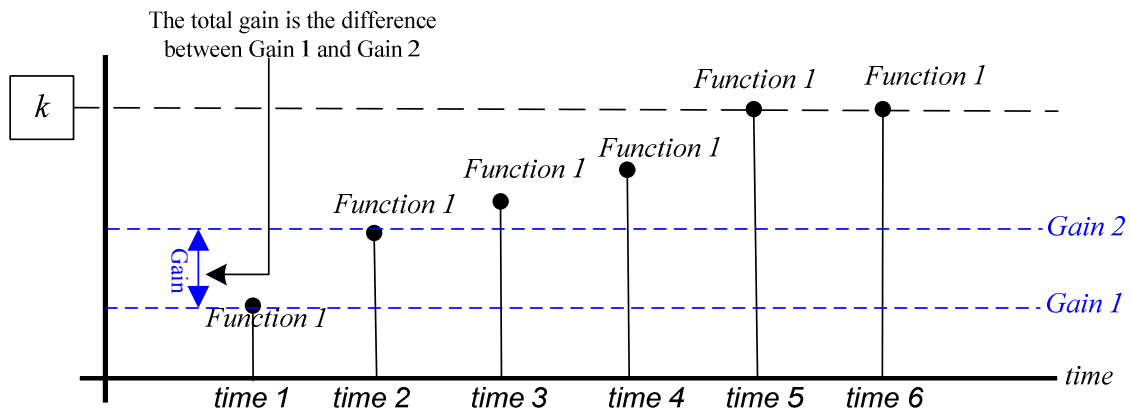 The total gain is the difference
between Gain 1 and Gain 2
k
Function 1
Function 1
Function 1
Function 1
Function 1
Function 1
Gain 2
Gain
Gain 1
time
time 1
time 2
time 3
time 4
time 5
time 6